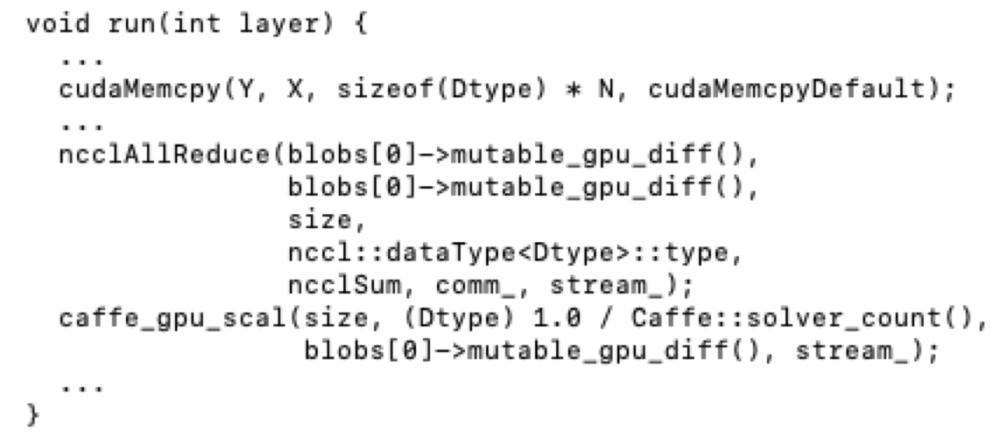 void run(int layer) {
...
cudaMemcpy(Y, X, sizeof(Dtype) * N, cudaMemcpyDefault);
...
ncclAllReduce(blobs[0]->mutable_gpu_diff(),
blobs[0]->mutable_gpu_diff(),
size,
nccl::dataType<Dtype>::type,
ncclSum, comm_, stream_);
caffe_gpu_scal(size, (Dtype) 1.0 / Caffe::solver_count(),
blobs[0]->mutable_gpu_diff(), stream_);
...
}